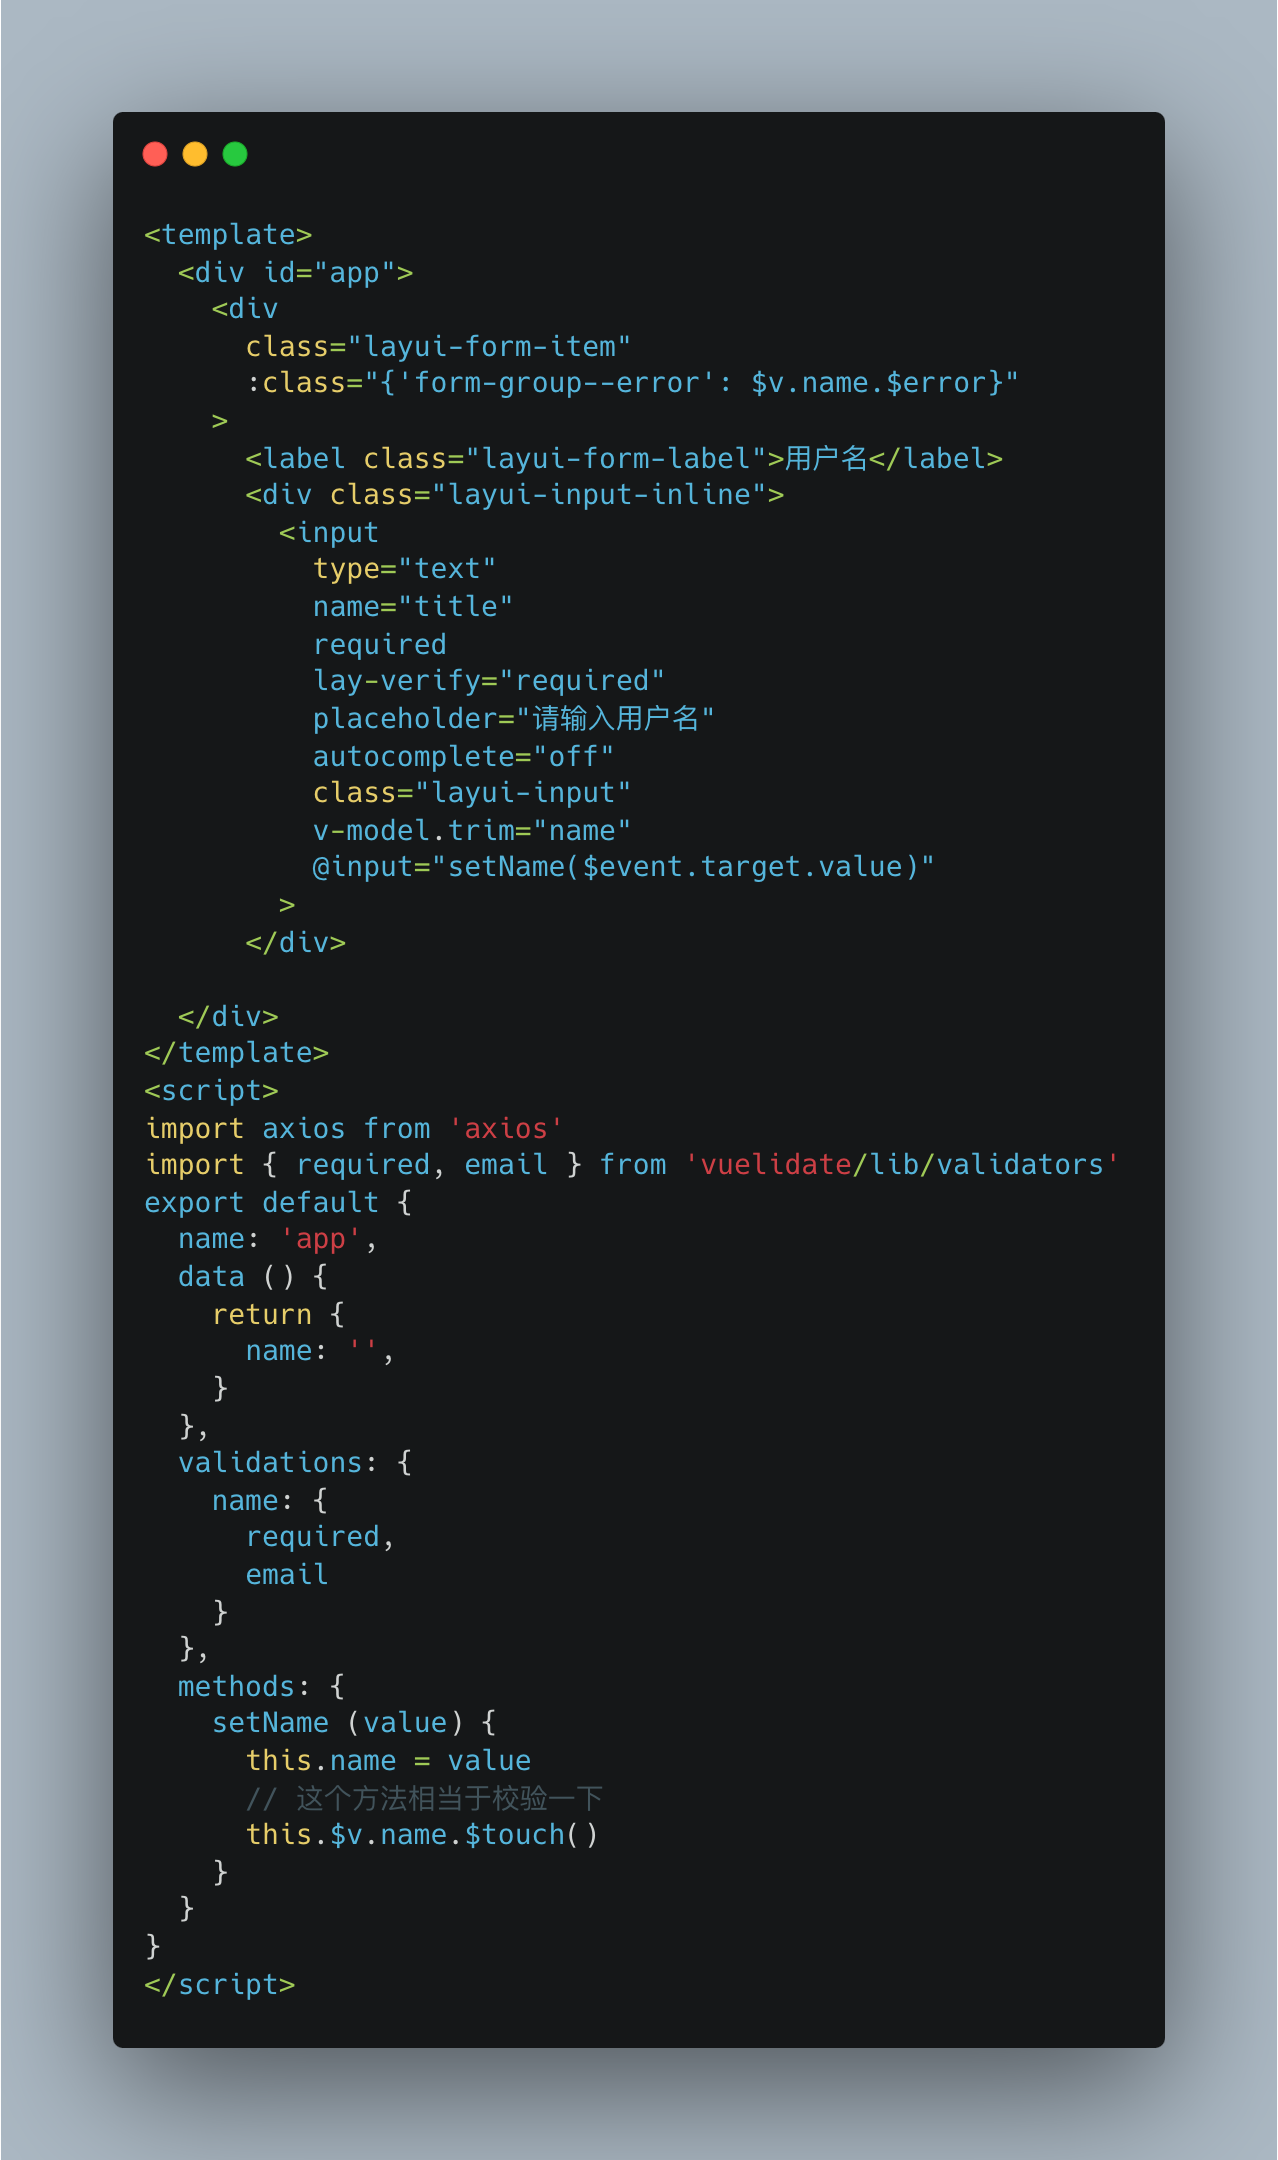 <template>
  <div id="app">
    <div
      class="layui-form-item"
      :class="{'form-group--error': $v.name.$error}"
    >
      <label class="layui-form-label">用户名</label>
      <div class="layui-input-inline">
        <input
          type="text"
          name="title"
          required
          lay-verify="required"
          placeholder="请输入用户名"
          autocomplete="off"
          class="layui-input"
          v-model.trim="name"
          @input="setName($event.target.value)"
        >
      </div>

  </div>
</template>
<script>
import axios from 'axios'
import { required, email } from 'vuelidate/lib/validators'
export default {
  name: 'app',
  data () {
    return {
      name: '',
    }
  },
  validations: {
    name: {
      required,
      email
    }
  },
  methods: {
    setName (value) {
      this.name = value
      // 这个方法相当于校验一下
      this.$v.name.$touch()
    }
  }
}
</script>